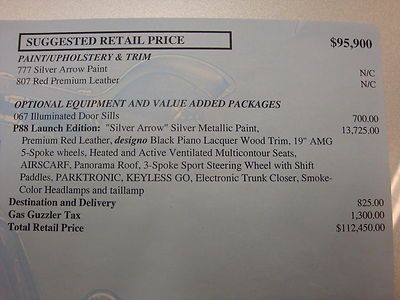 SUGGESTED RETAIL PRICE $95,900
PAINT/UPHOLSTERY & TRIM
777 Silver Arrow Paint N/C
807 Red Premium Leather N/C
OPTIONAL EQUIPMENT AND VALUE ADDED PACKAGES
067 Illuminated Door Sills 700.00
P88 Launch Edition: "Silver Arrow" Silver Metallic Paint, 13,725.00
Premium Red Leather, designo Black Piano Lacquer Wood Trim, 19" AMG
5-Spoke wheels, Heated and Active Ventilated Multicontour Seats,
AIRSCARF, Panorama Roof, 3-Spoke Sport Steering Wheel with Shift
Paddles, PARKTRONIC, KEYLESS GO, Electronic Trunk Closer, Smoke-
Color Headlamps and taillamp
Destination and Delivery 825.00
Gas Guzzler Tax 1,300.00
Total Retail Price $112,450.00